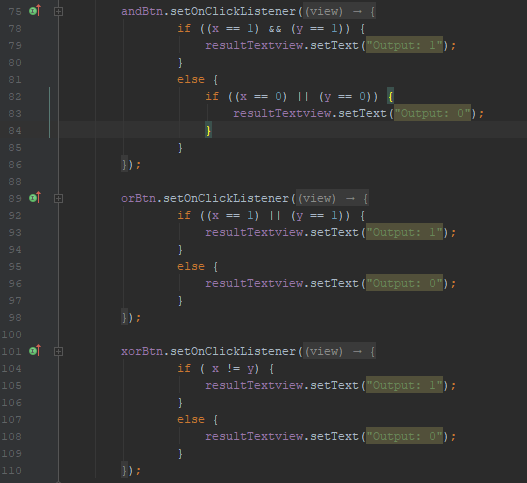 75 andBtn.setOnClickListener((view) → {
78 if ((x == 1) && (y == 1)) {
79 resultTextview.setText("Output: 1");
80 }
81 else {
82 if ((x == 0) || (y == 0)) {
83 resultTextview.setText("Output: 0");
84 }
85 }
86 });
88
89 orBtn.setOnClickListener((view) → {
92 if ((x == 1) || (y == 1)) {
93 resultTextview.setText("Output: 1");
94 }
95 else {
96 resultTextview.setText("Output: 0");
97 }
98 });
100
101 xorBtn.setOnClickListener((view) → {
104 if ( x != y) {
105 resultTextview.setText("Output: 1");
106 }
107 else {
108 resultTextview.setText("Output: 0");
109 }
110 });